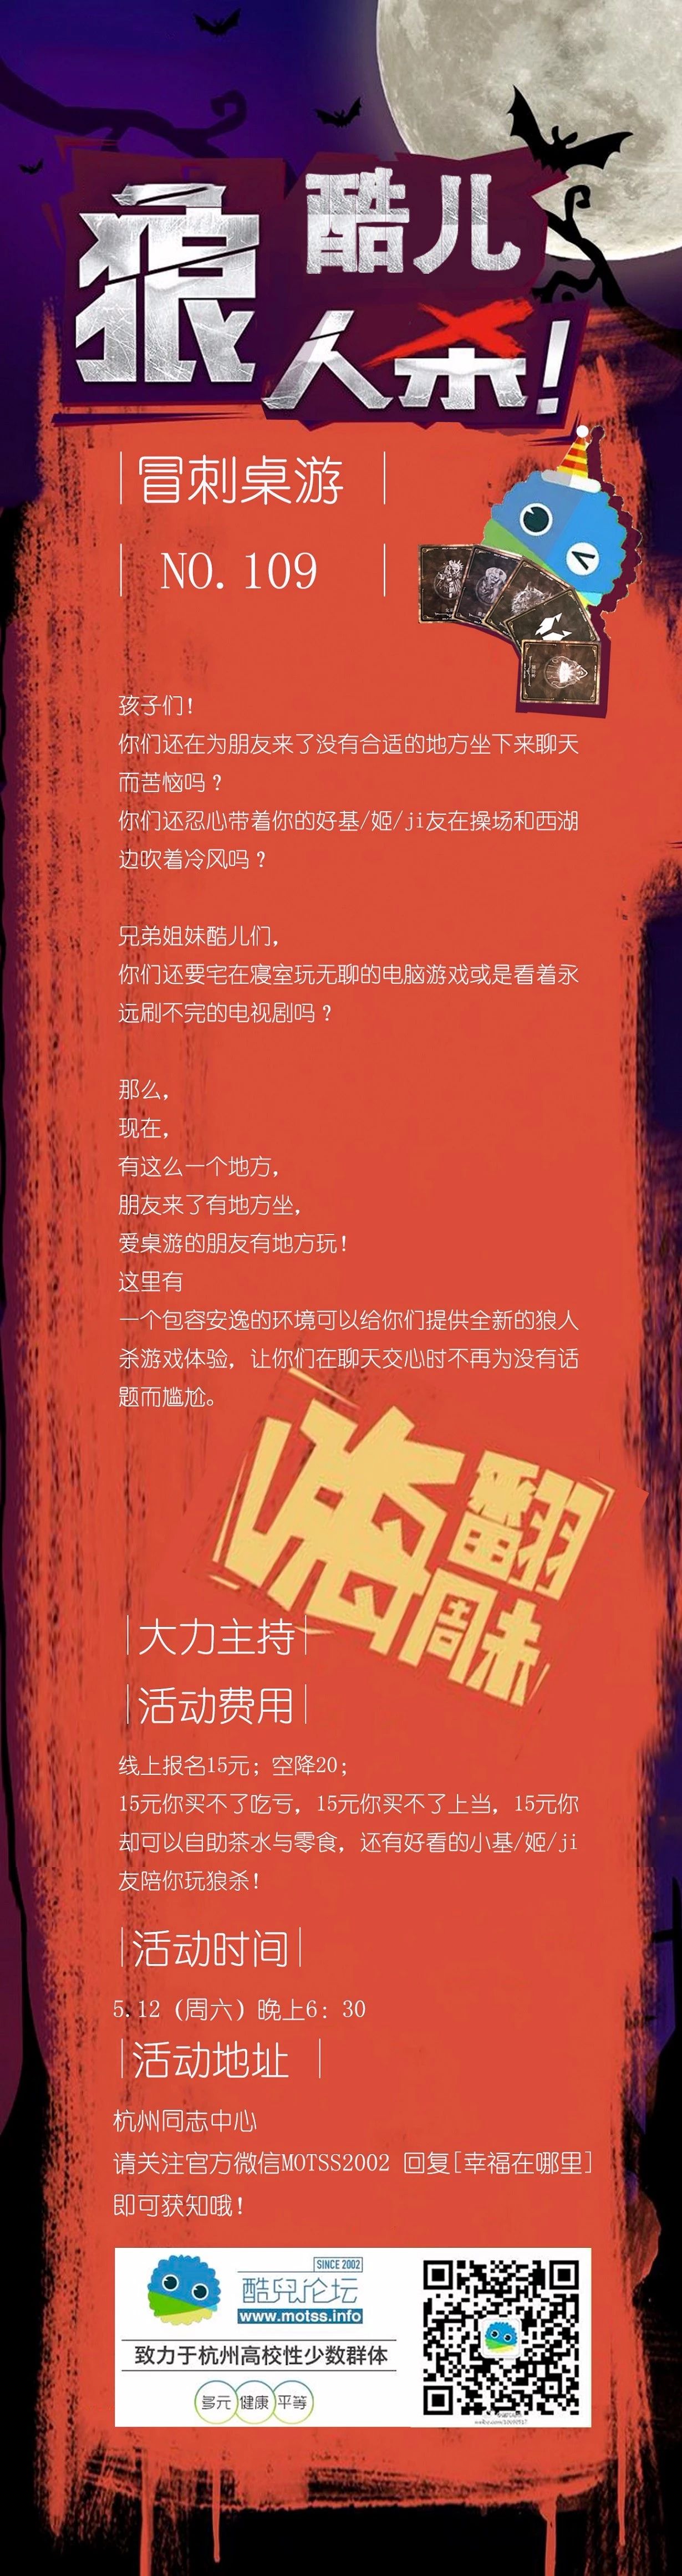 酷儿
狼人杀!
冒刺桌游
NO.109
孩子们!
你们还在为朋友来了没有合适的地方坐下来聊天
而苦恼吗?
你们还忍心带着你的好基/姬/ji友在操场和西湖
边吹着冷风吗?
兄弟姐妹酷儿们,
你们还要宅在寝室玩无聊的电脑游戏或是看着永
远刷不完的电视剧吗?
那么,
现在,
有这么一个地方,
朋友来了有地方坐,
爱桌游的朋友有地方玩!
这里有
一个包容安逸的环境可以给你们提供全新的狼人
杀游戏体验, 让你们在聊天交心时不再为没有话
题而尴尬。
嗨翻
周末
大力主持
活动费用
线上报名15元; 空降20;
15元你买不了吃亏, 15元你买不了上当, 15元你
却可以自助茶水与零食, 还有好看的小基/姬/ji
友陪你玩狼杀!
活动时间
5.12 (周六) 晚上6: 30
活动地址
杭州同志中心
请关注官方微信MOTSS2002 回复[幸福在哪里]
即可获知哦!
SINCE 2002
酷兒论坛
www.motss.info
致力于杭州高校性少数群体
多元 健康 平等